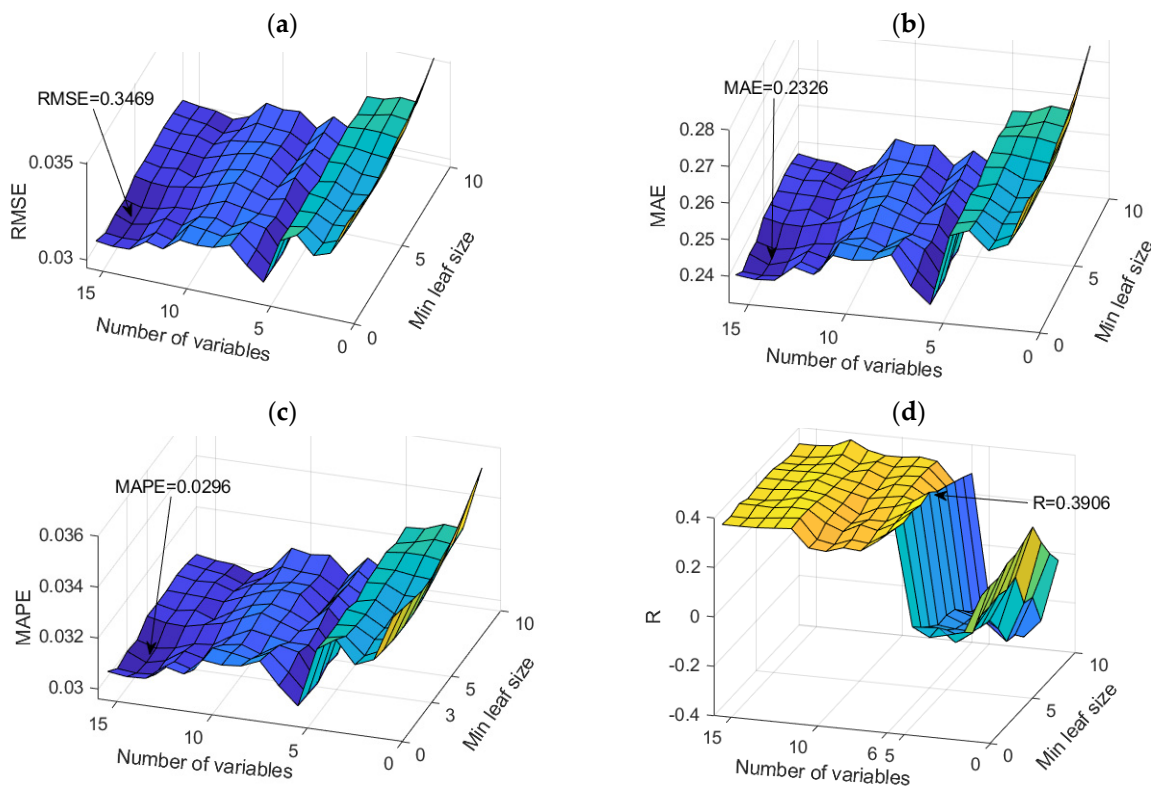 (a)
RMSE=0.3469
0.035
0.03
RMSE
15
10
5
0
Number of variables
0
5
10
Min leaf size
(b)
MAE=0.2326
0.28
0.27
0.26
0.25
0.24
MAE
15
10
5
0
Number of variables
0
5
10
Min leaf size
(c)
MAPE=0.0296
0.036
0.034
0.032
0.03
MAPE
15
10
5
0
Number of variables
0
3
5
10
Min leaf size
(d)
R=0.3906
0.4
0.2
0
-0.2
-0.4
R
15
10
6
5
0
Number of variables
0
5
10
Min leaf size